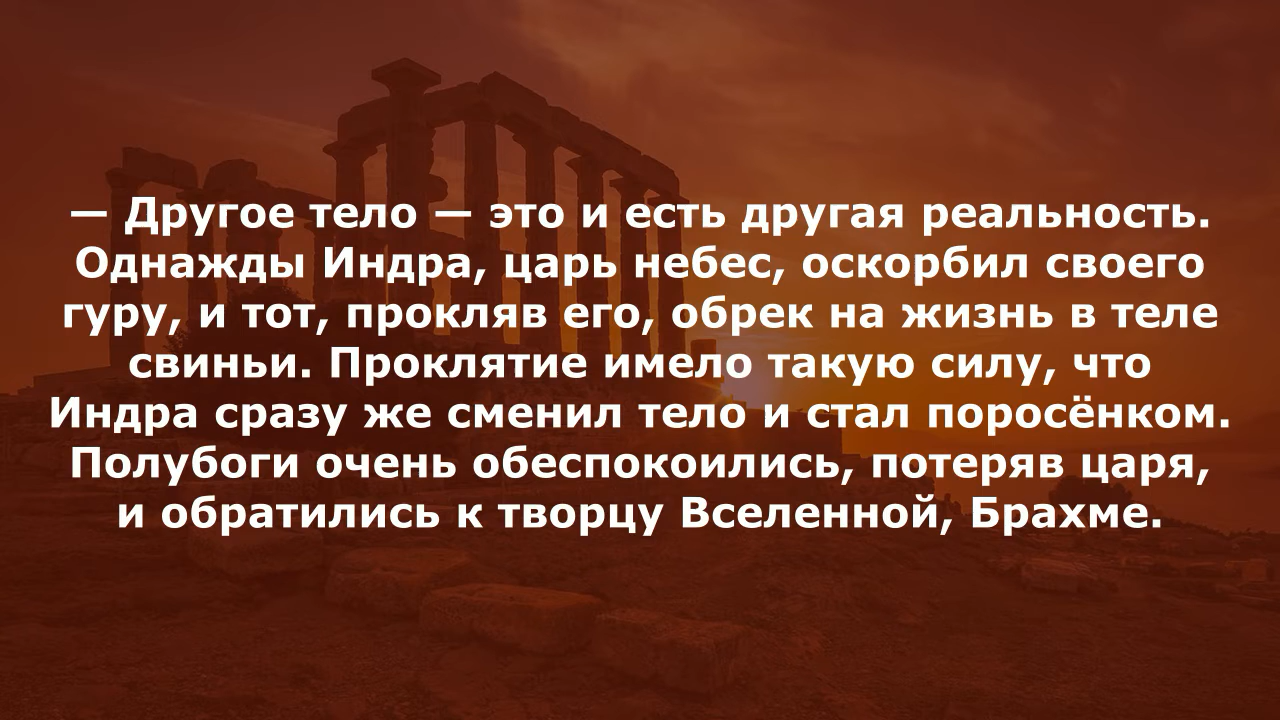 — Другое тело — это и есть другая реальность.
Однажды Индра, царь небес, оскорбил своего
гуру, и тот, прокляв его, обрек на жизнь в теле
свиньи. Проклятие имело такую силу, что
Индра сразу же сменил тело и стал поросёнком.
Полубоги очень обеспокоились, потеряв царя,
и обратились к творцу Вселенной, Брахме.